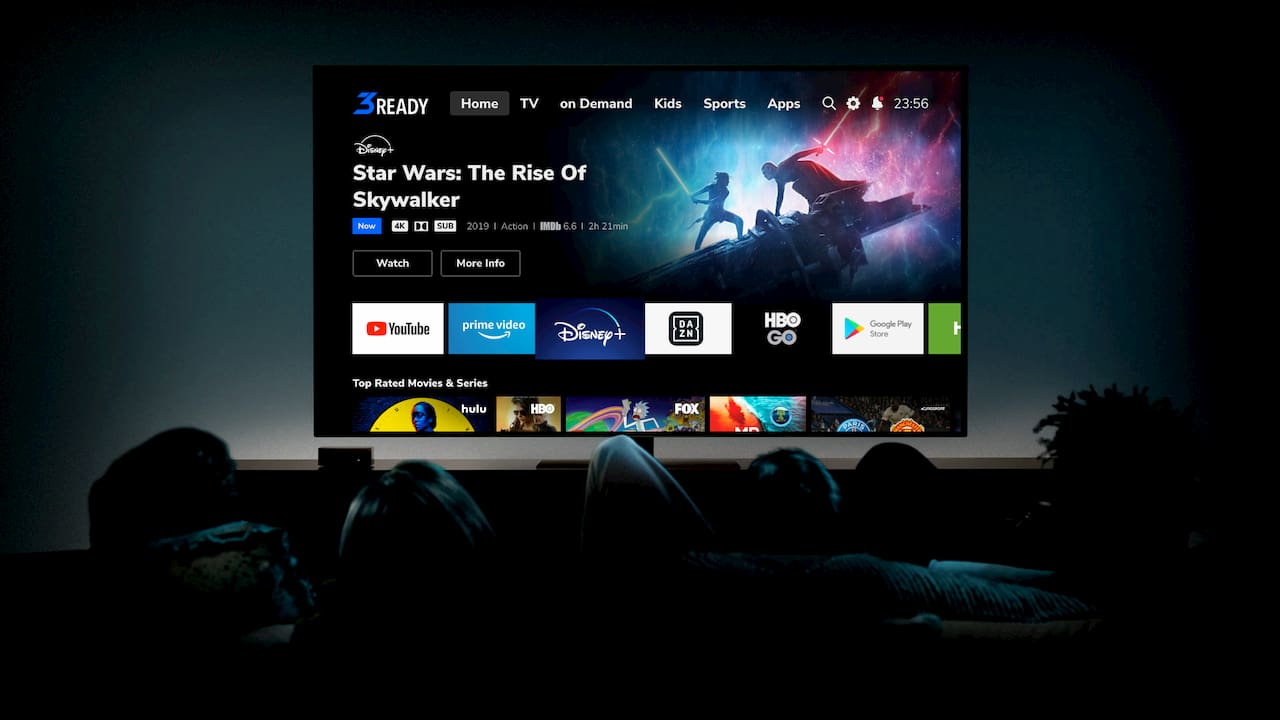 3READY
Home TV on Demand Kids Sports Apps 23:56
Disney+
Star Wars: The Rise Of
Skywalker
Now 4K SUB 2019 | Action | IMDb 6.6 | 2h 21min
Watch More Info
YouTube prime video Disney+ DAZN HBO GO Google Play Store H
Top Rated Movies & Series
hulu HBO FOX
PARIS